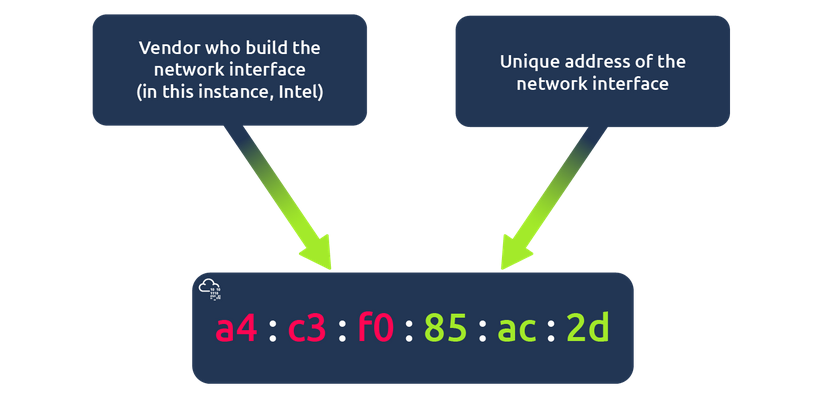 Vendor who build the
network interface
(in this instance, Intel)
Unique address of the
network interface
a4 : c3 : f0 : 85 : ac : 2d